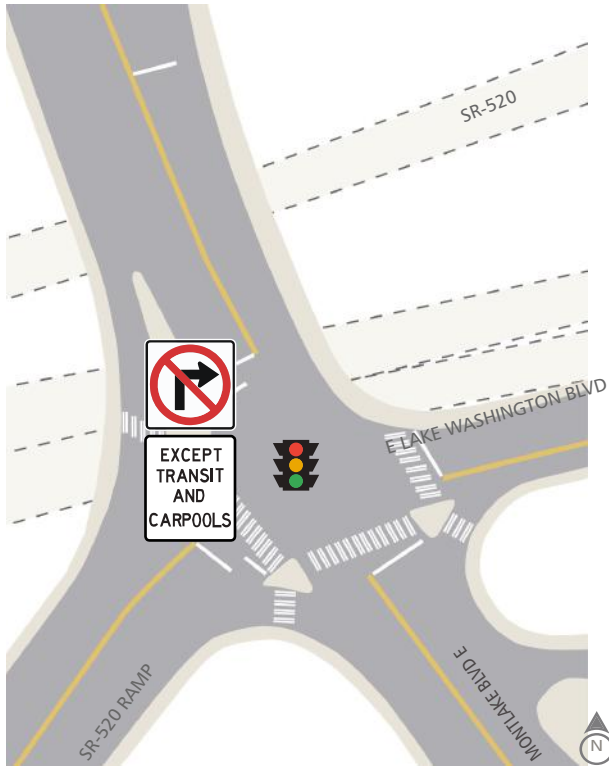 SR-520
E LAKE WASHINGTON BLVD
EXCEPT
TRANSIT
AND
CARPOOLS
SR-520 RAMP
MONTLAKE BLVD E
N